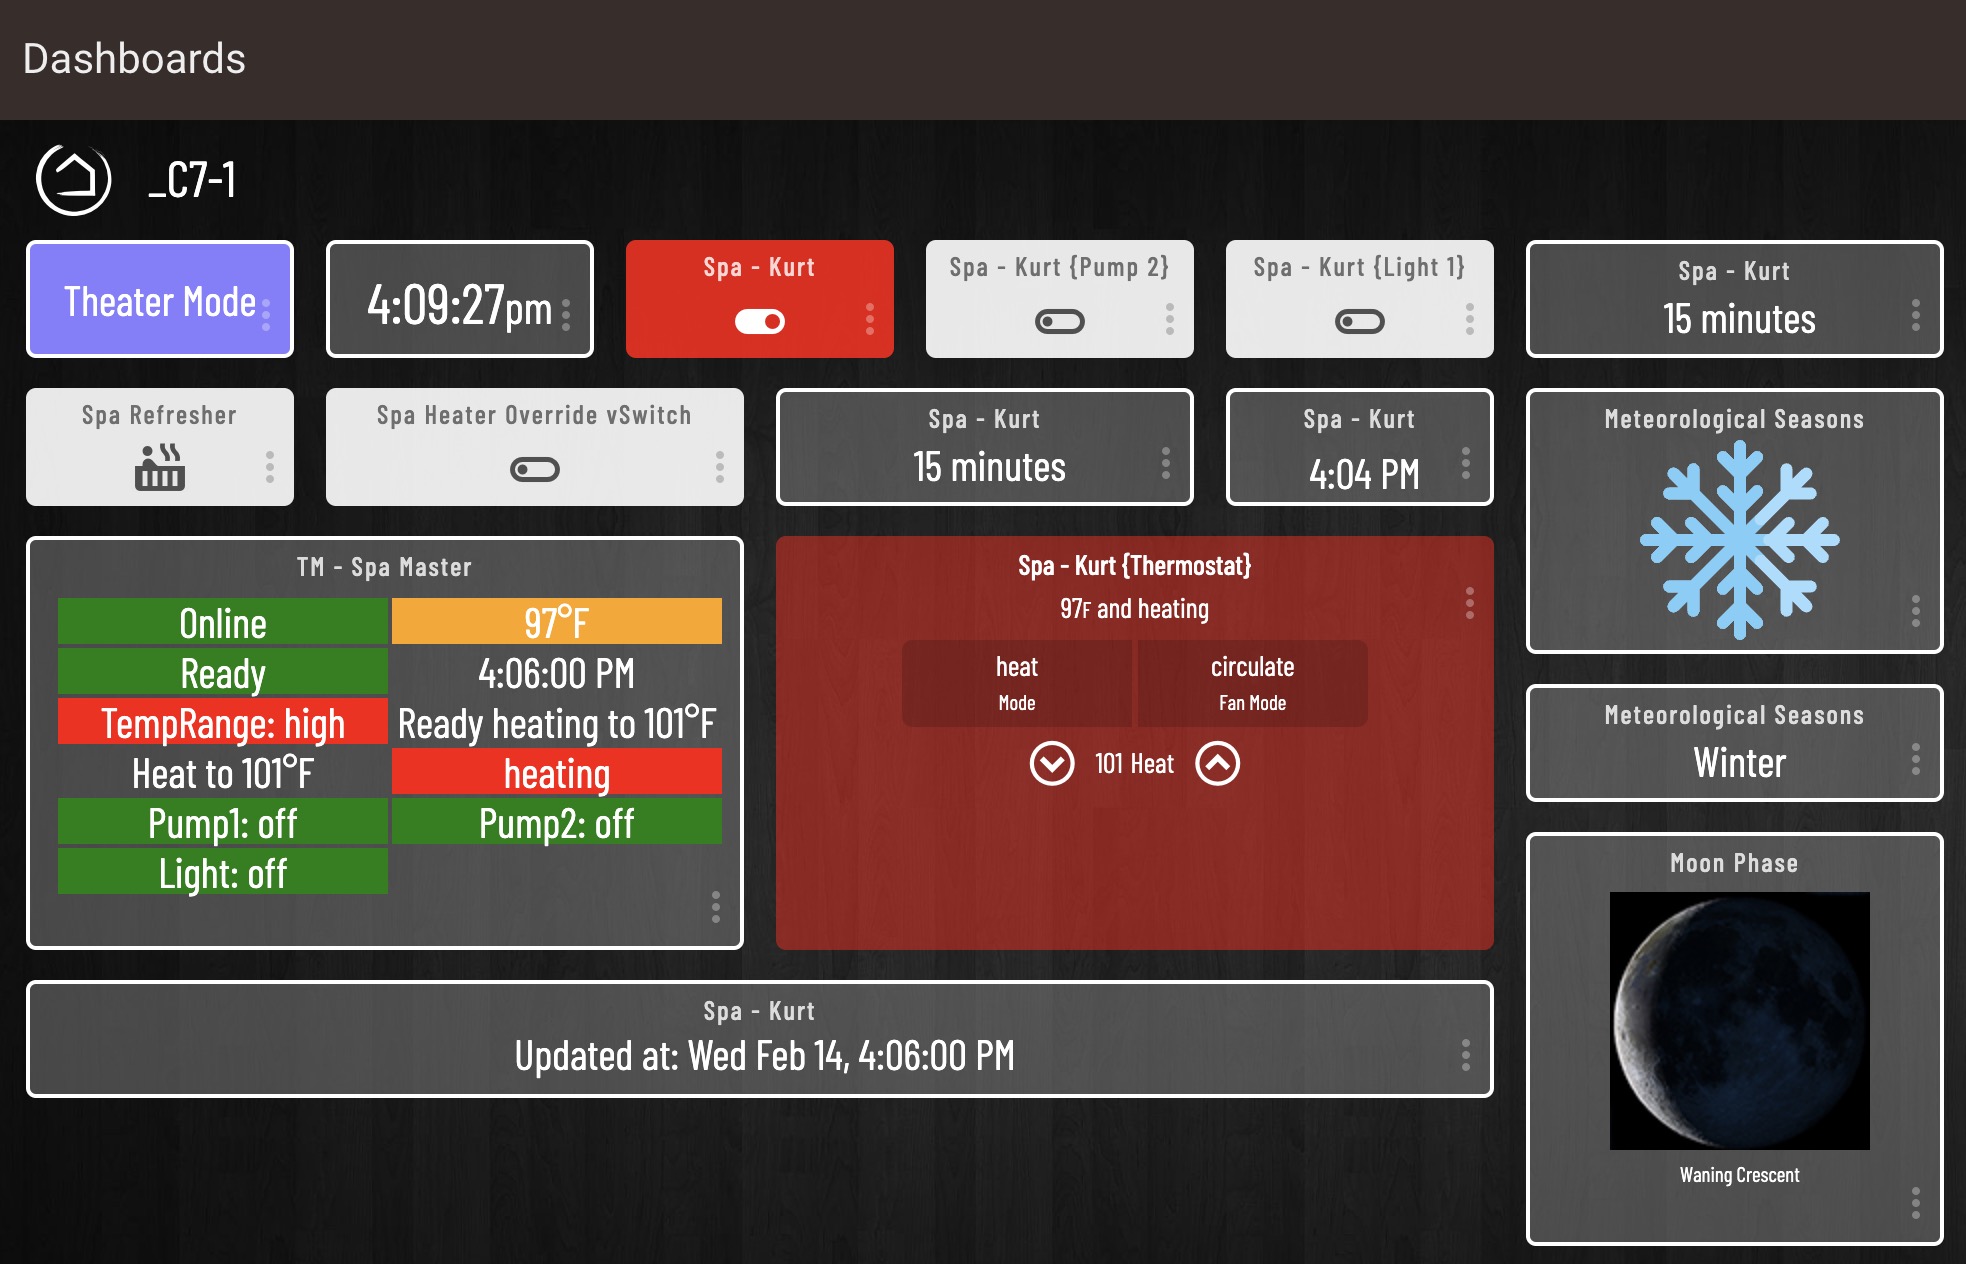 Dashboards
_C7-1
Theater Mode
4:09:27pm
Spa - Kurt
Spa - Kurt {Pump 2}
Spa - Kurt {Light 1}
Spa - Kurt
15 minutes
Spa Refresher
Spa Heater Override vSwitch
Spa - Kurt
15 minutes
Spa - Kurt
4:04 PM
Meteorological Seasons
TM - Spa Master
Online
97°F
Ready
4:06:00 PM
TempRange: high
Ready heating to 101°F
Heat to 101°F
heating
Pump1: off
Pump2: off
Light: off
Spa - Kurt {Thermostat}
97F and heating
heat
Mode
circulate
Fan Mode
101 Heat
Meteorological Seasons
Winter
Moon Phase
Waning Crescent
Spa - Kurt
Updated at: Wed Feb 14, 4:06:00 PM